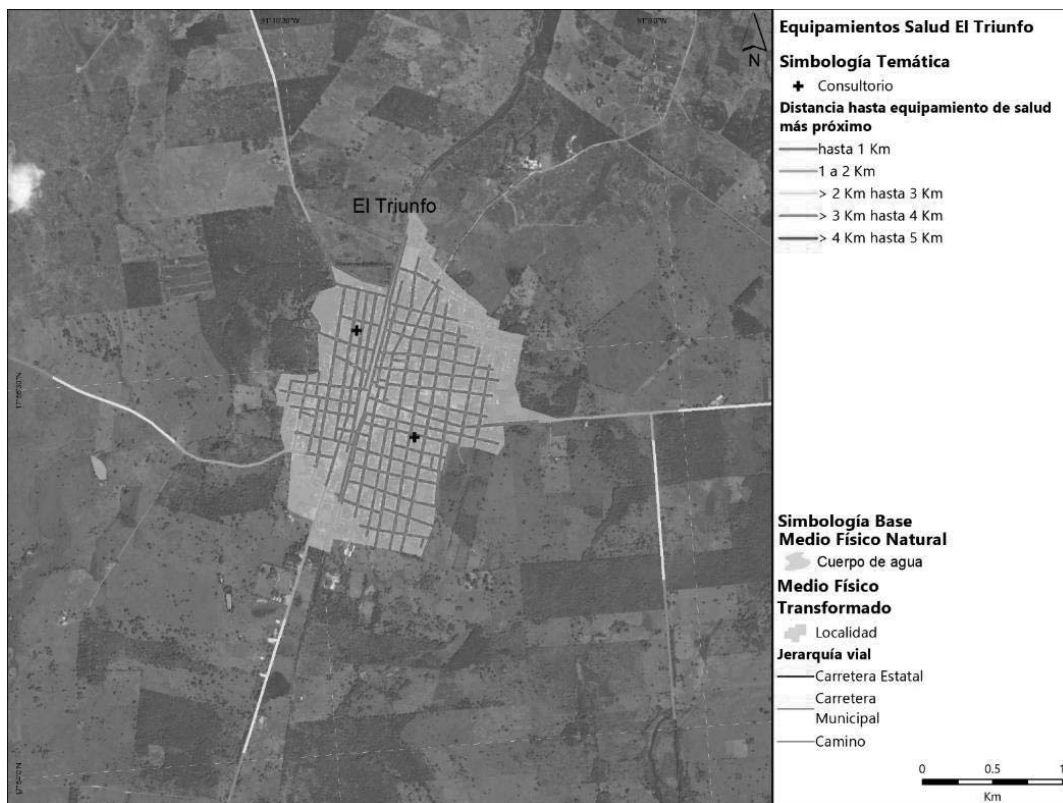 El Triunfo
17°55'30"N
Equipamientos Salud El Triunfo
Simbología Temática
Consultorio
Distancia hasta equipamiento de salud
más próximo
hasta 1 Km
1 a 2 Km
> 2 Km hasta 3 Km
> 3 Km hasta 4 Km
> 4 Km hasta 5 Km
N
Simbología Base
Medio Físico Natural
Cuerpo de agua
Medio Físico
Transformado
Localidad
Jerarquía vial
Carretera Estatal
Carretera
Municipal
Camino
0 0.5 1
Km